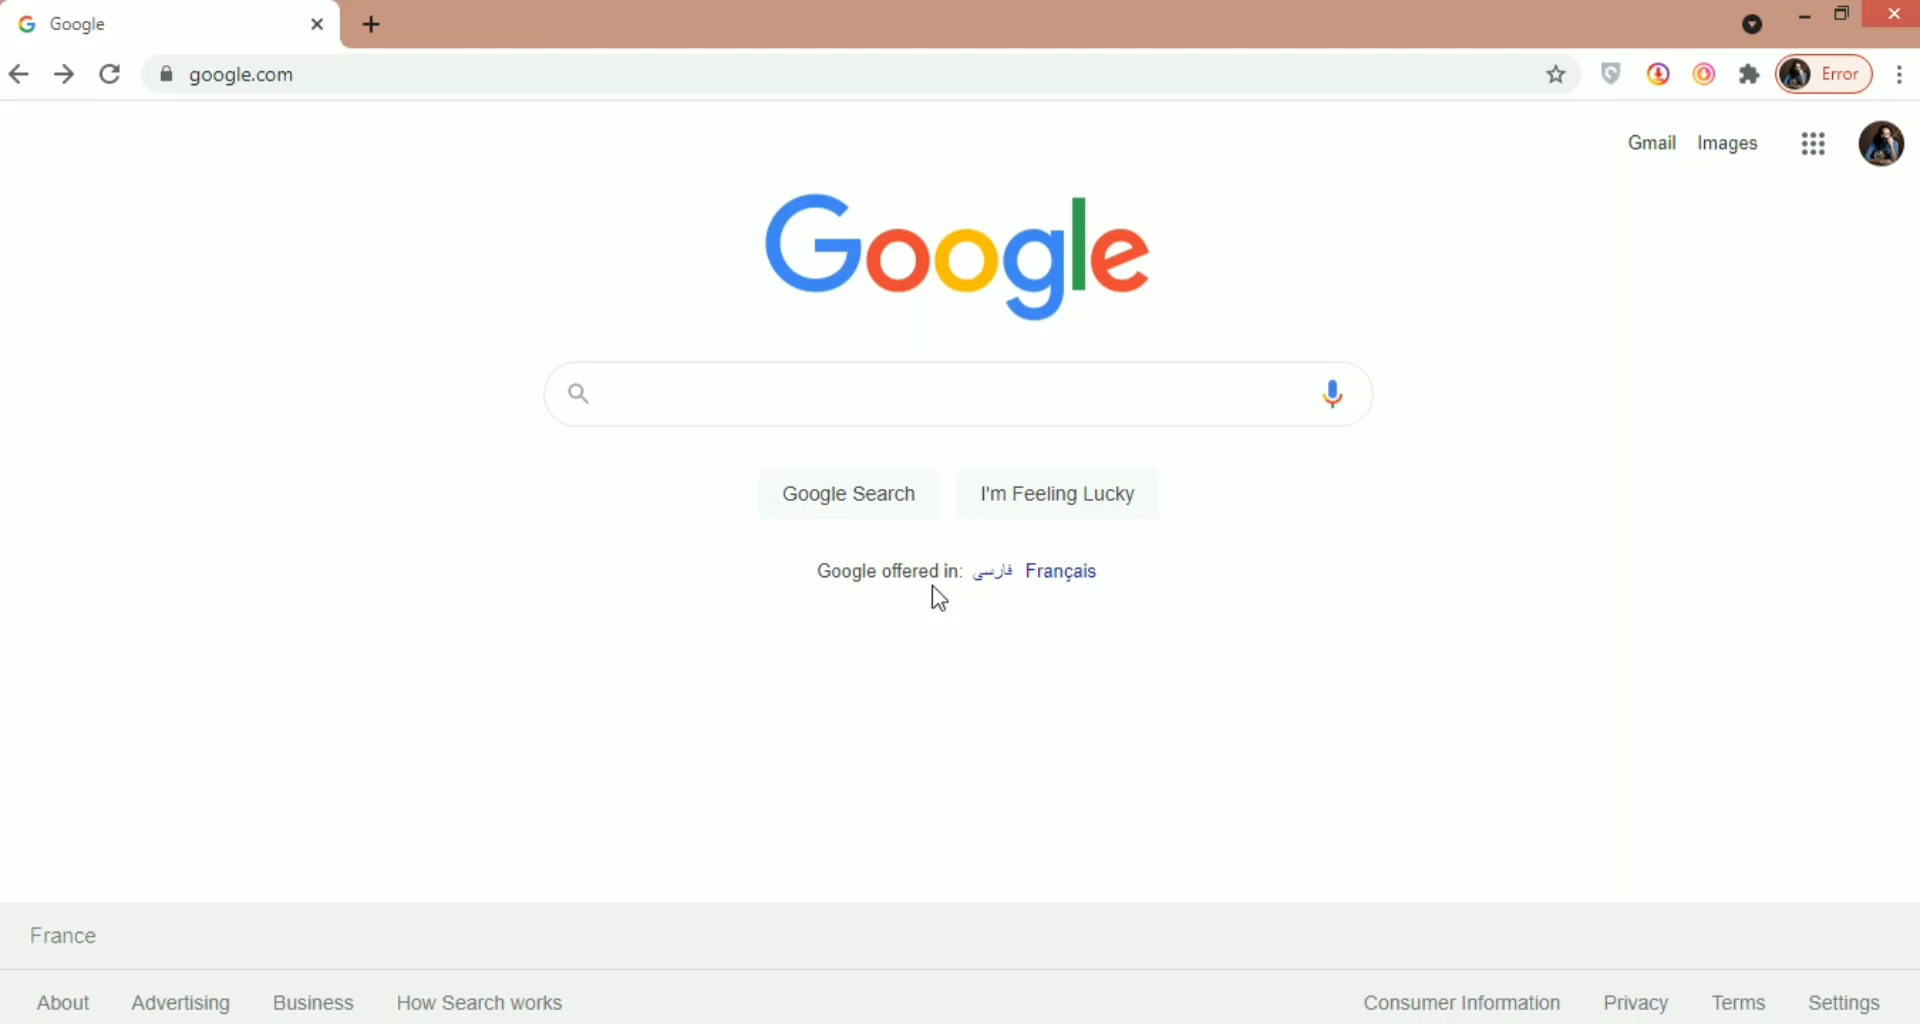 Google
google.com
Error
Gmail Images
Google
Google Search I'm Feeling Lucky
Google offered in: فارسی Français
France
About Advertising Business How Search works Consumer Information Privacy Terms Settings